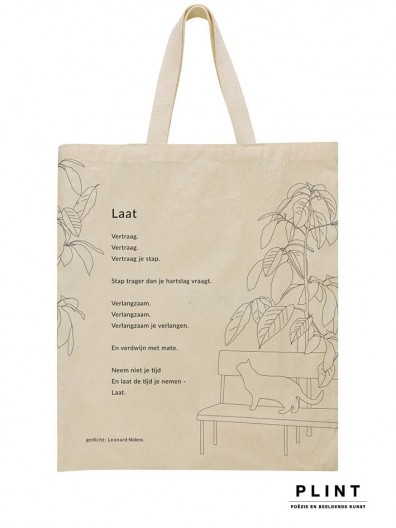 Laat
Vertraag.
Vertraag.
Vertraag je stap.
Stap trager dan je hartslag vraagt.
Verlangzaam.
Verlangzaam.
Verlangzaam je verlangen.
En verdwijn met mate.
Neem niet je tijd
En laat de tijd je nemen -
Laat.
gedicht: Leonard Nolens
PLINT
POËZIE EN BEELDENDE KUNST